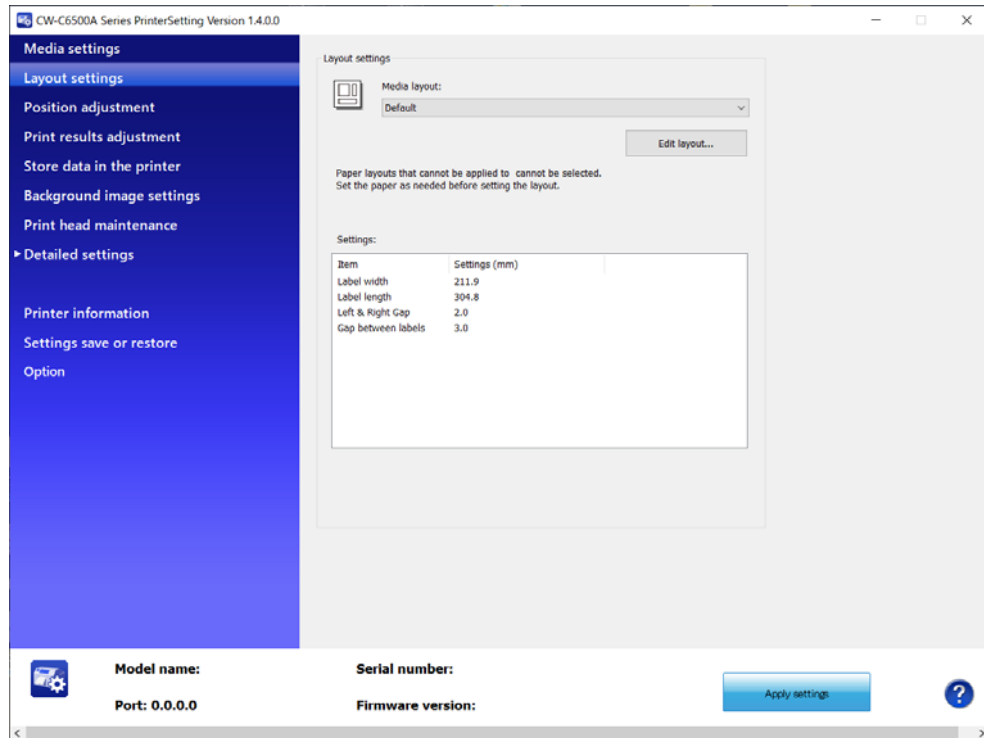 CW-C6500A Series PrinterSetting Version 1.4.0.0
Media settings
Layout settings
Position adjustment
Print results adjustment
Store data in the printer
Background image settings
Print head maintenance
Detailed settings
Printer information
Settings save or restore
Option
Layout settings
Media layout:
Default
Edit layout...
Paper layouts that cannot be applied to  cannot be selected.
Set the paper as needed before setting the layout.
Settings:
Item Settings (mm)
Label width 211.9
Label length 304.8
Left & Right Gap 2.0
Gap between labels 3.0
Model name: Serial number:
Port: 0.0.0.0 Firmware version:
Apply settings
?